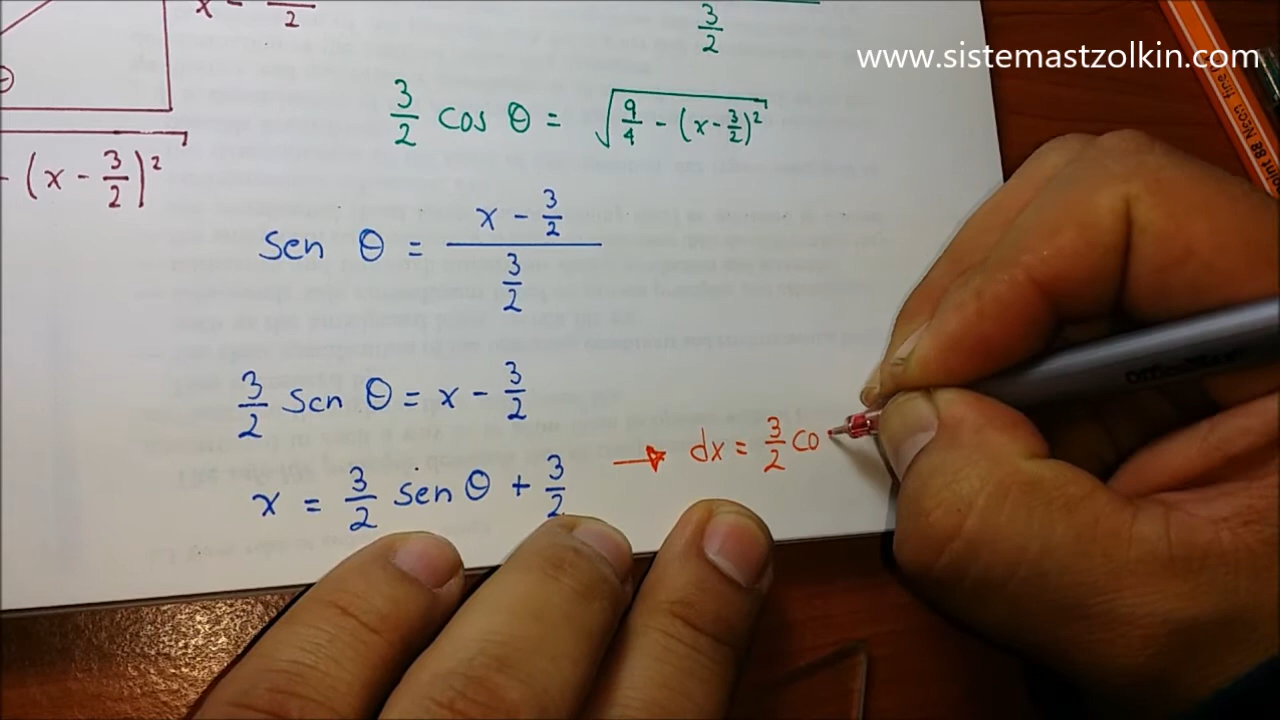 www.sistemastzolkin.com
3/2
3/2 cos θ = √(9/4 - (x - 3/2)²)
- (x - 3/2)²
sen θ = (x - 3/2) / (3/2)
3/2 sen θ = x - 3/2
x = 3/2 sen θ + 3/2
→ dx = 3/2 co